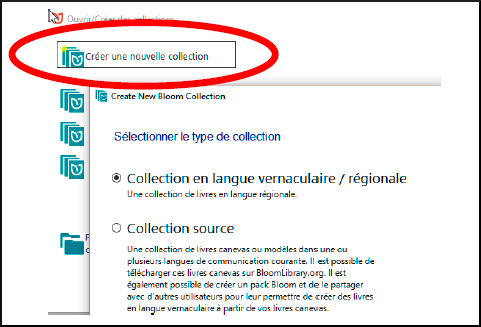 Ouvrir/Créer des collections
Créer une nouvelle collection
Create New Bloom Collection
Sélectionner le type de collection
Collection en langue vernaculaire / régionale
Une collection de livres en langue régionale.
Collection source
Une collection de livres canevas ou modèles dans une ou
plusieurs langues de communication courante. Il est possible de
télécharger ces livres canevas sur BloomLibrary.org. Il est
également possible de créer un pack Bloom et de le partager
avec d'autres utilisateurs pour leur permettre de créer des livres
en langue vernaculaire à partir de vos livres canevas.